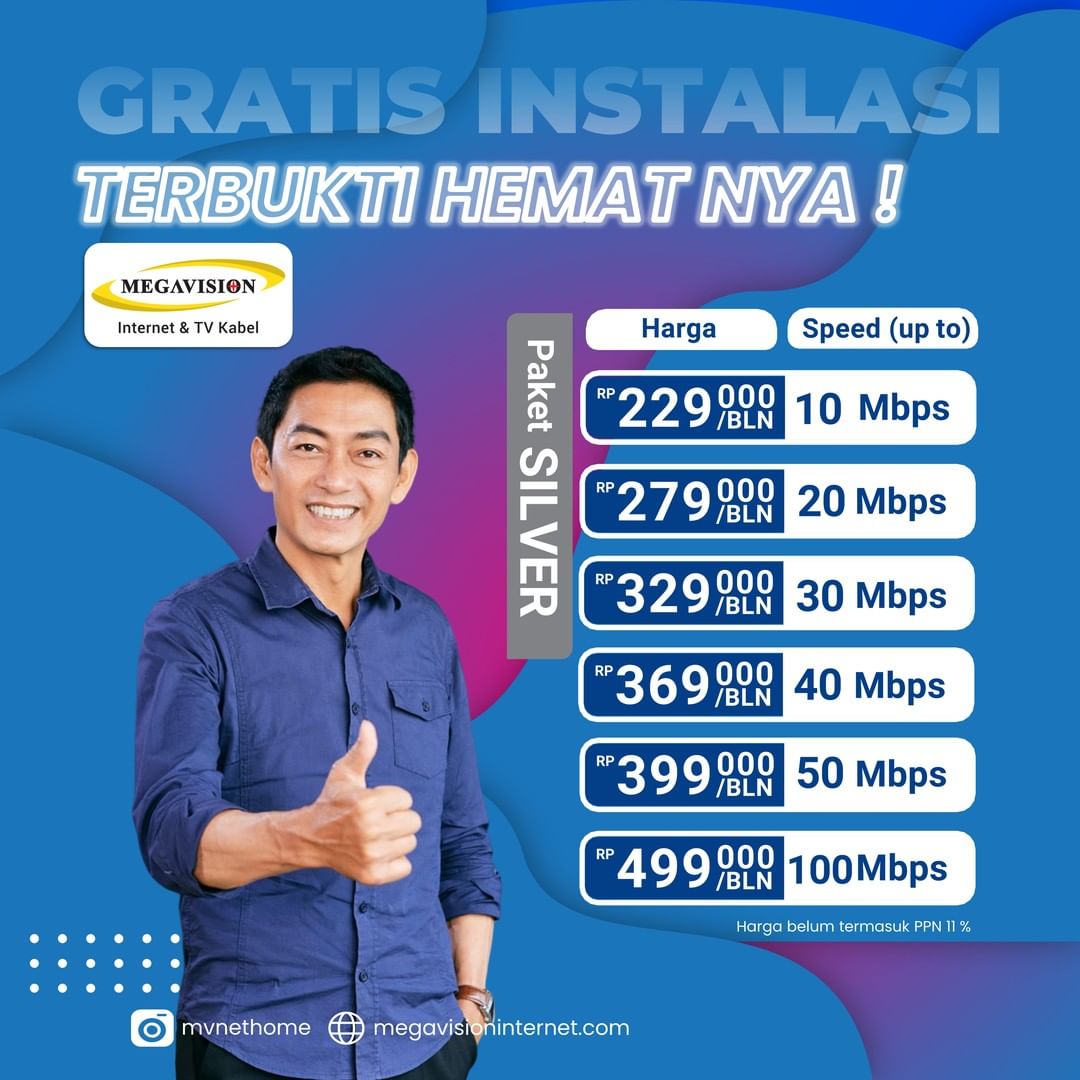 GRATIS INSTALASI
TERBUKTI HEMAT NYA !
MEGAVISION
Internet & TV Kabel
Paket SILVER
Harga Speed (up to)
RP 229 000 /BLN 10 Mbps
RP 279 000 /BLN 20 Mbps
RP 329 000 /BLN 30 Mbps
RP 369 000 /BLN 40 Mbps
RP 399 000 /BLN 50 Mbps
RP 499 000 /BLN 100 Mbps
Harga belum termasuk PPN 11 %
mvnethome megavisioninternet.com